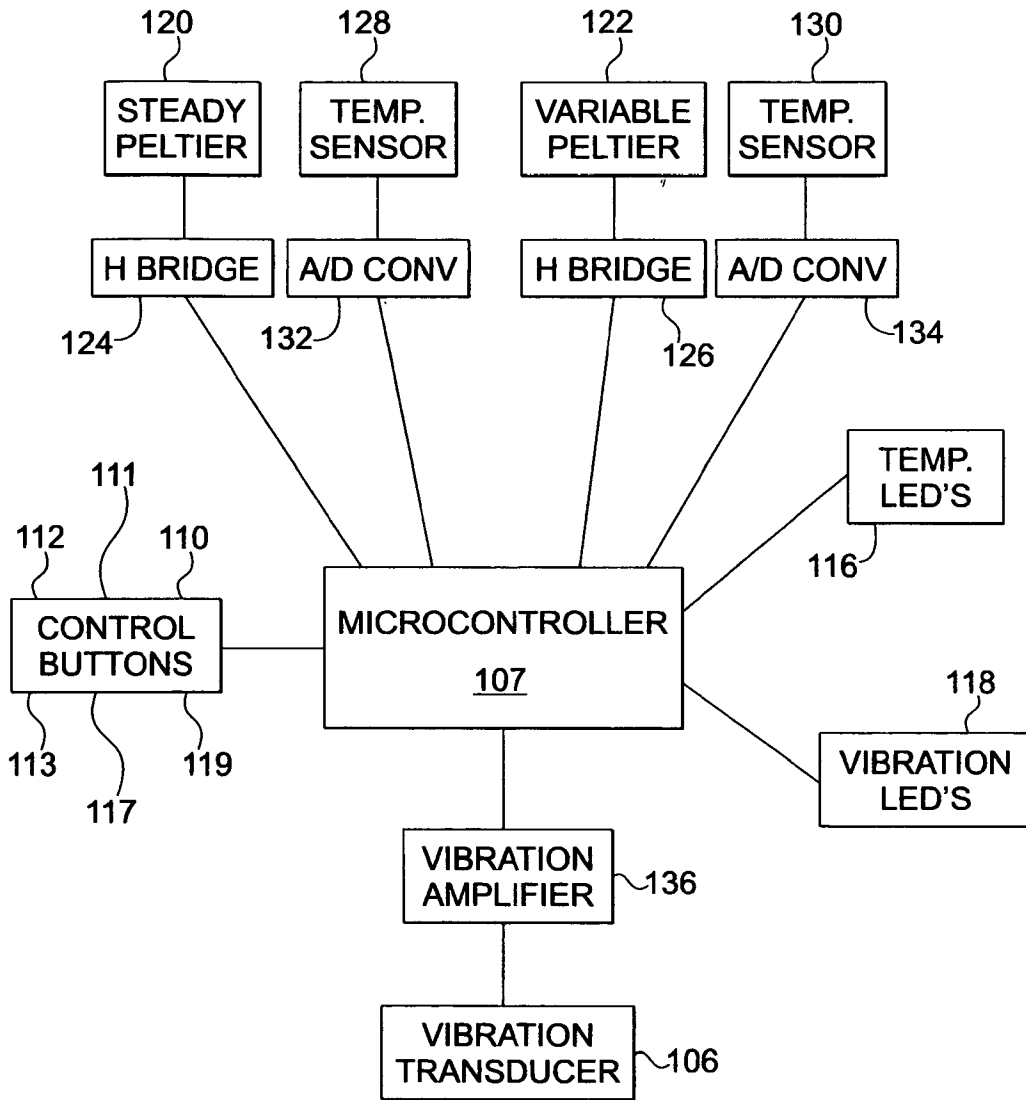 120
128
122
130
STEADY
PELTIER
TEMP.
SENSOR
VARIABLE
PELTIER
TEMP.
SENSOR
H BRIDGE
A/D CONV
H BRIDGE
A/D CONV
124
132
126
134
TEMP.
LED'S
116
111
112
110
CONTROL
BUTTONS
113
117
119
MICROCONTROLLER
107
118
VIBRATION
LED'S
VIBRATION
AMPLIFIER
136
VIBRATION
TRANSDUCER
106